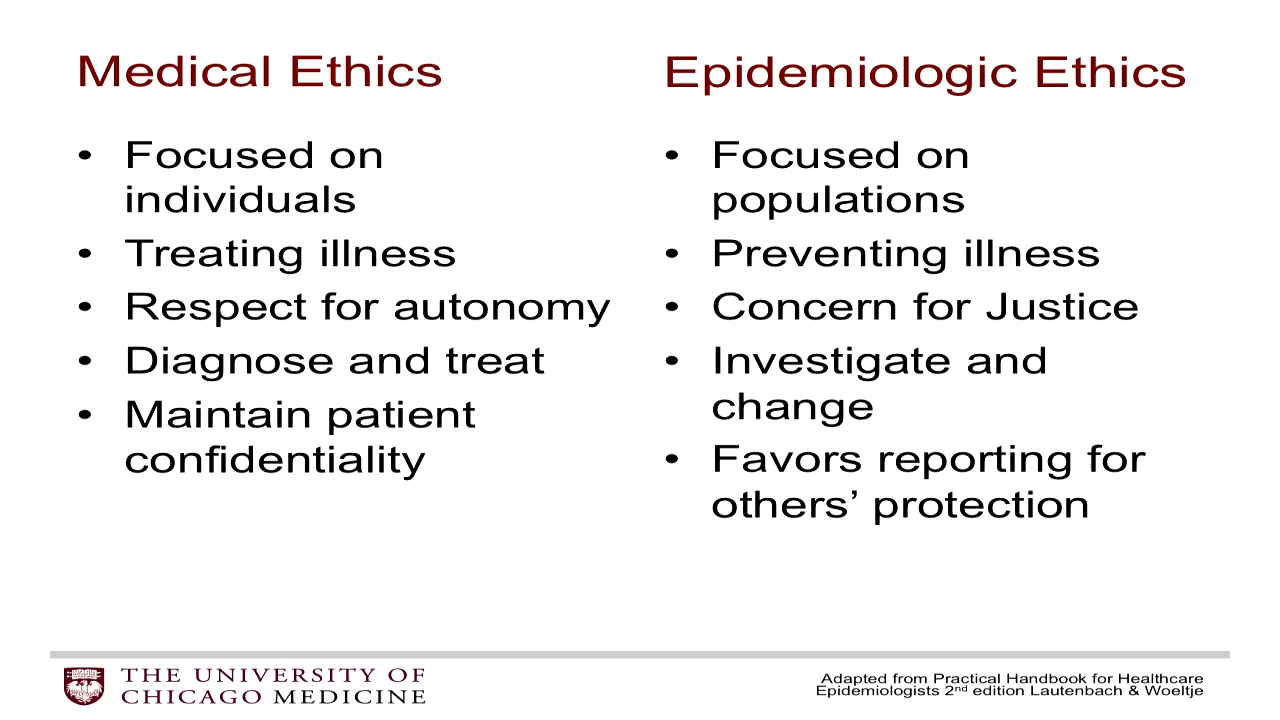 Medical Ethics
• Focused on
individuals
• Treating illness
• Respect for autonomy
• Diagnose and treat
• Maintain patient
confidentiality
Epidemiologic Ethics
• Focused on
populations
• Preventing illness
• Concern for Justice
• Investigate and
change
• Favors reporting for
others’ protection
THE UNIVERSITY OF
CHICAGO MEDICINE
Adapted from Practical Handbook for Healthcare
Epidemiologists 2nd edition Lautenbach & Woeltje